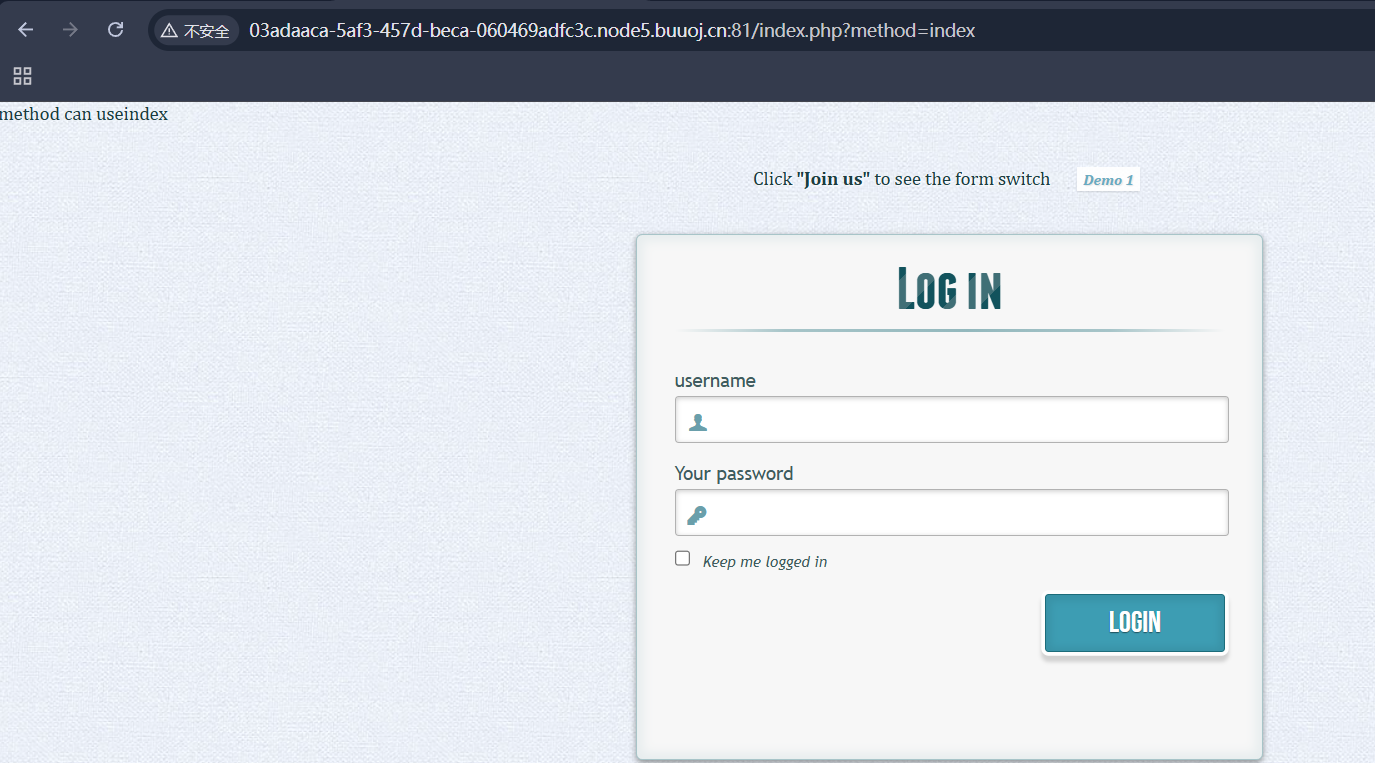 不安全 03adaaca-5af3-457d-beca-060469adfc3c.node5.buuoj.cn:81/index.php?method=index
method can useindex
Click "Join us" to see the form switch Demo 1
Log in
username
Your password
Keep me logged in
LOGIN